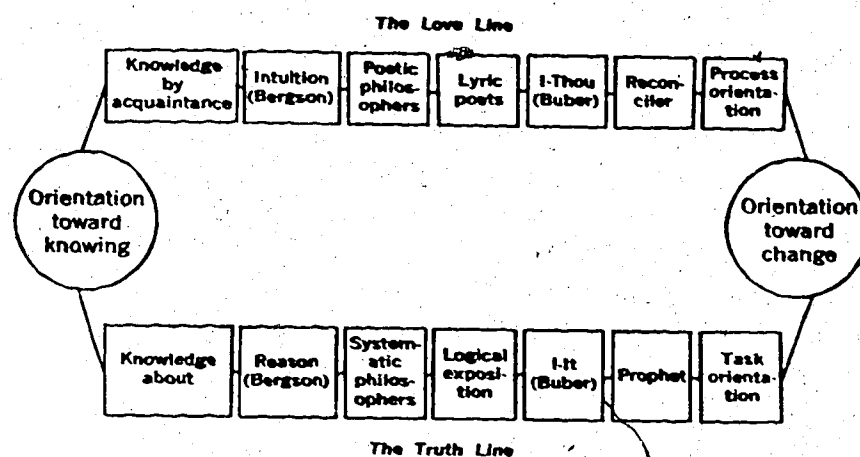 The Love Line
Knowledge
by
acquaintance
Intuition
(Bergson)
Poetic
philos-
ophers
Lyric
poets
I-Thou
(Buber)
Recon-
ciler
Process
orienta-
tion
Orientation
toward
knowing
Orientation
toward
change
Knowledge
about
Reason
(Bergson)
System-
atic
philos-
ophers
Logical
exposi-
tion
I-It
(Buber)
Prophet
Task
orienta-
tion
The Truth Line